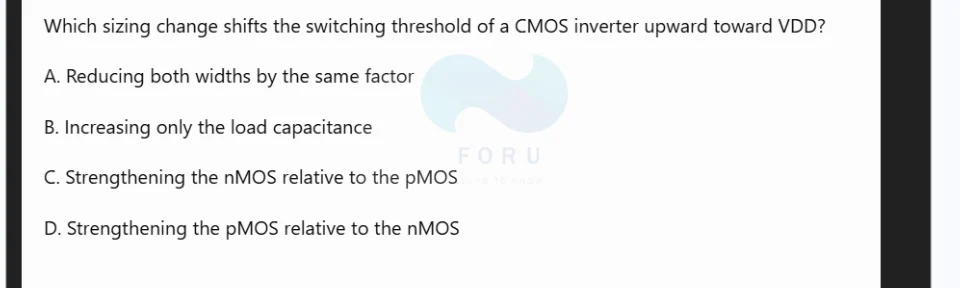 Which sizing change shifts the switching threshold of a CMOS inverter upward toward VDD?
A. Reducing both widths by the same factor
B. Increasing only the load capacitance
FORU
C. Strengthening the nMOS relative to the pMOS
D. Strengthening the pMOS relative to the nMOS